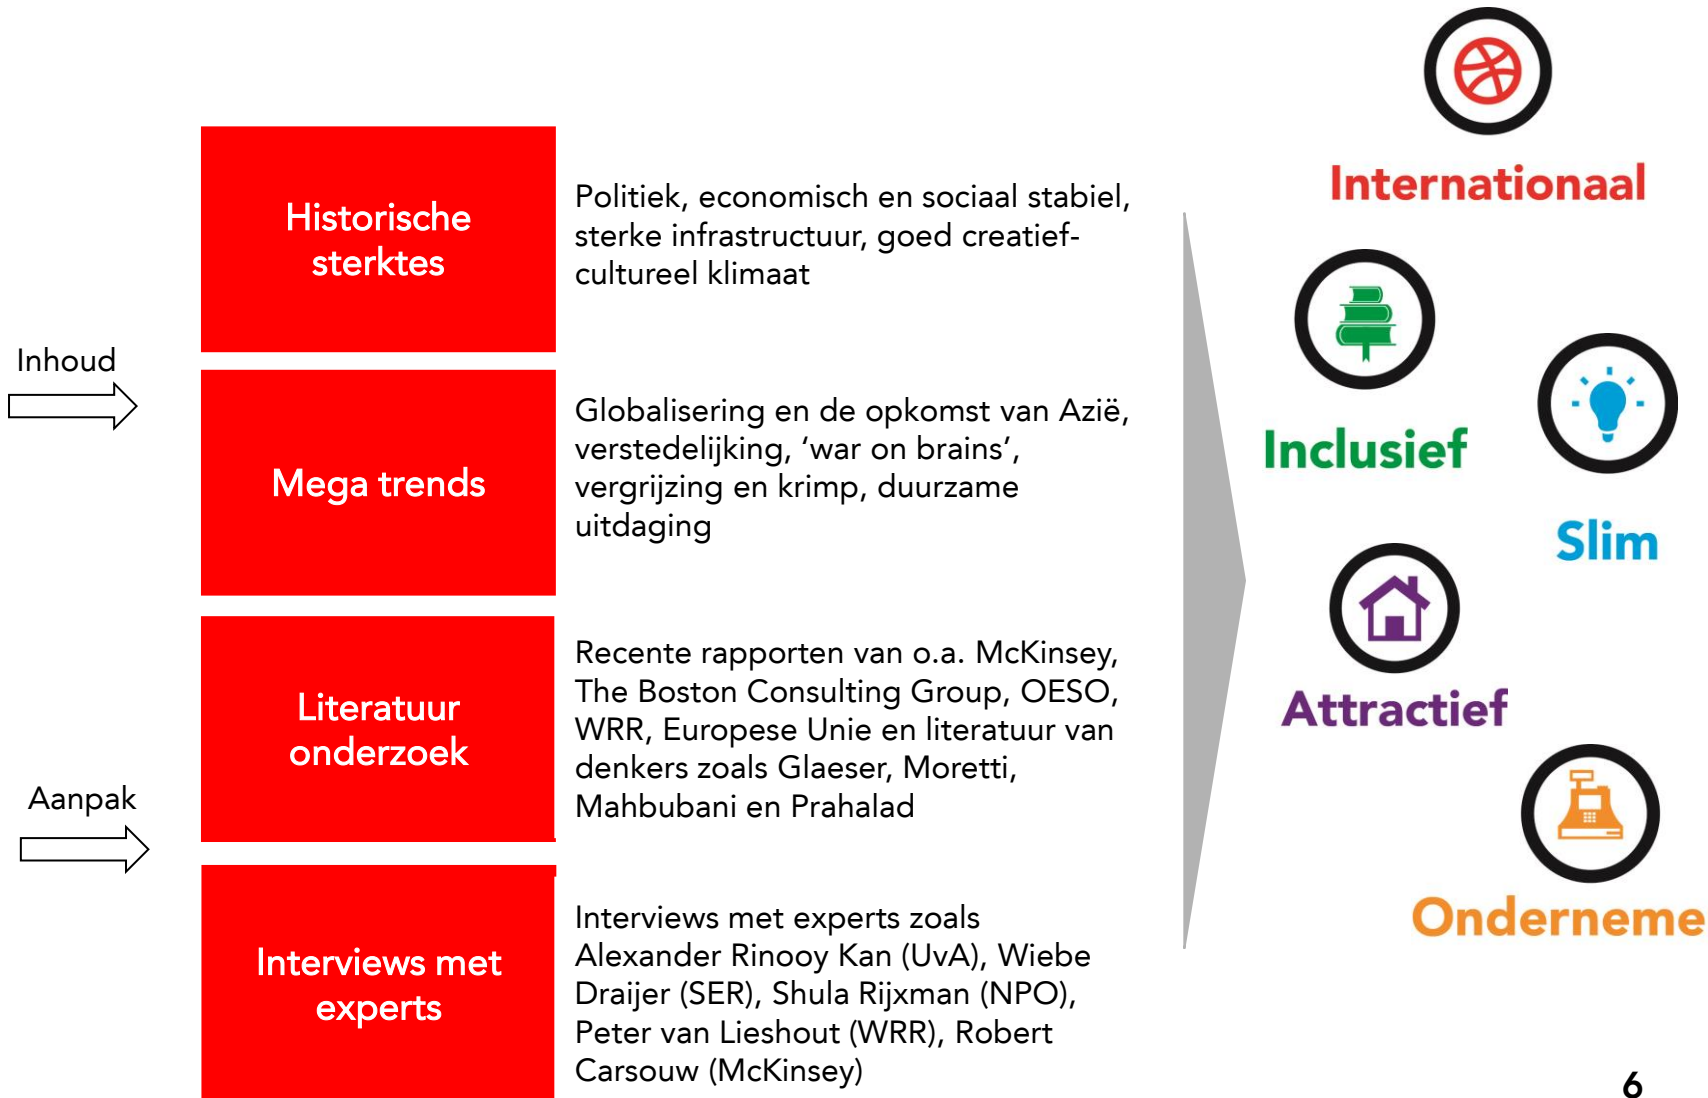 Inhoud
Aanpak
Historische
sterktes
Politiek, economisch en sociaal stabiel,
sterke infrastructuur, goed creatief-
cultureel klimaat
Mega trends
Globalisering en de opkomst van Azië,
verstedelijking, ‘war on brains’,
vergrijzing en krimp, duurzame
uitdaging
Literatuur
onderzoek
Recente rapporten van o.a. McKinsey,
The Boston Consulting Group, OESO,
WRR, Europese Unie en literatuur van
denkers zoals Glaeser, Moretti,
Mahbubani en Prahalad
Interviews met
experts
Interviews met experts zoals
Alexander Rinooy Kan (UvA), Wiebe
Draijer (SER), Shula Rijxman (NPO),
Peter van Lieshout (WRR), Robert
Carsouw (McKinsey)
Internationaal
Inclusief
Slim
Attractief
Onderneme
6